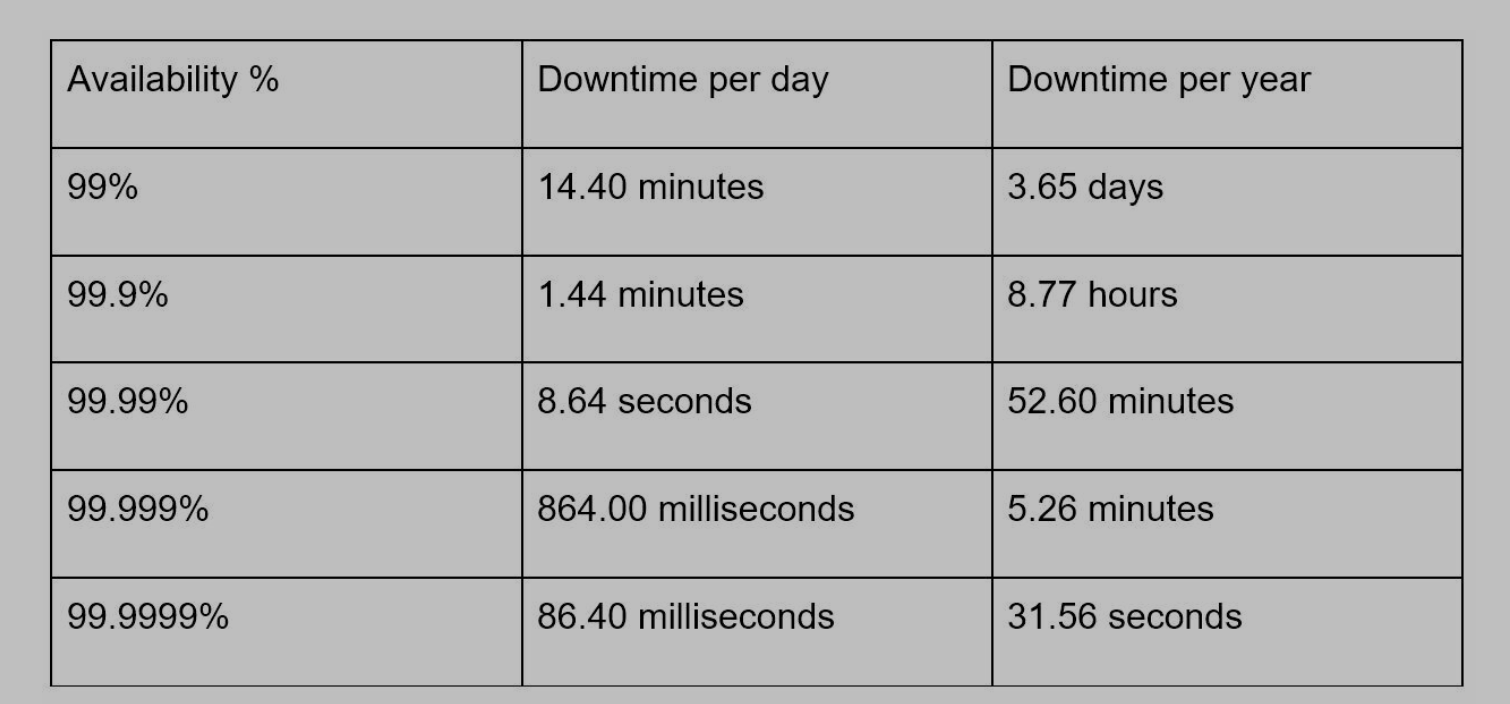 Availability % Downtime per day Downtime per year
99% 14.40 minutes 3.65 days
99.9% 1.44 minutes 8.77 hours
99.99% 8.64 seconds 52.60 minutes
99.999% 864.00 milliseconds 5.26 minutes
99.9999% 86.40 milliseconds 31.56 seconds